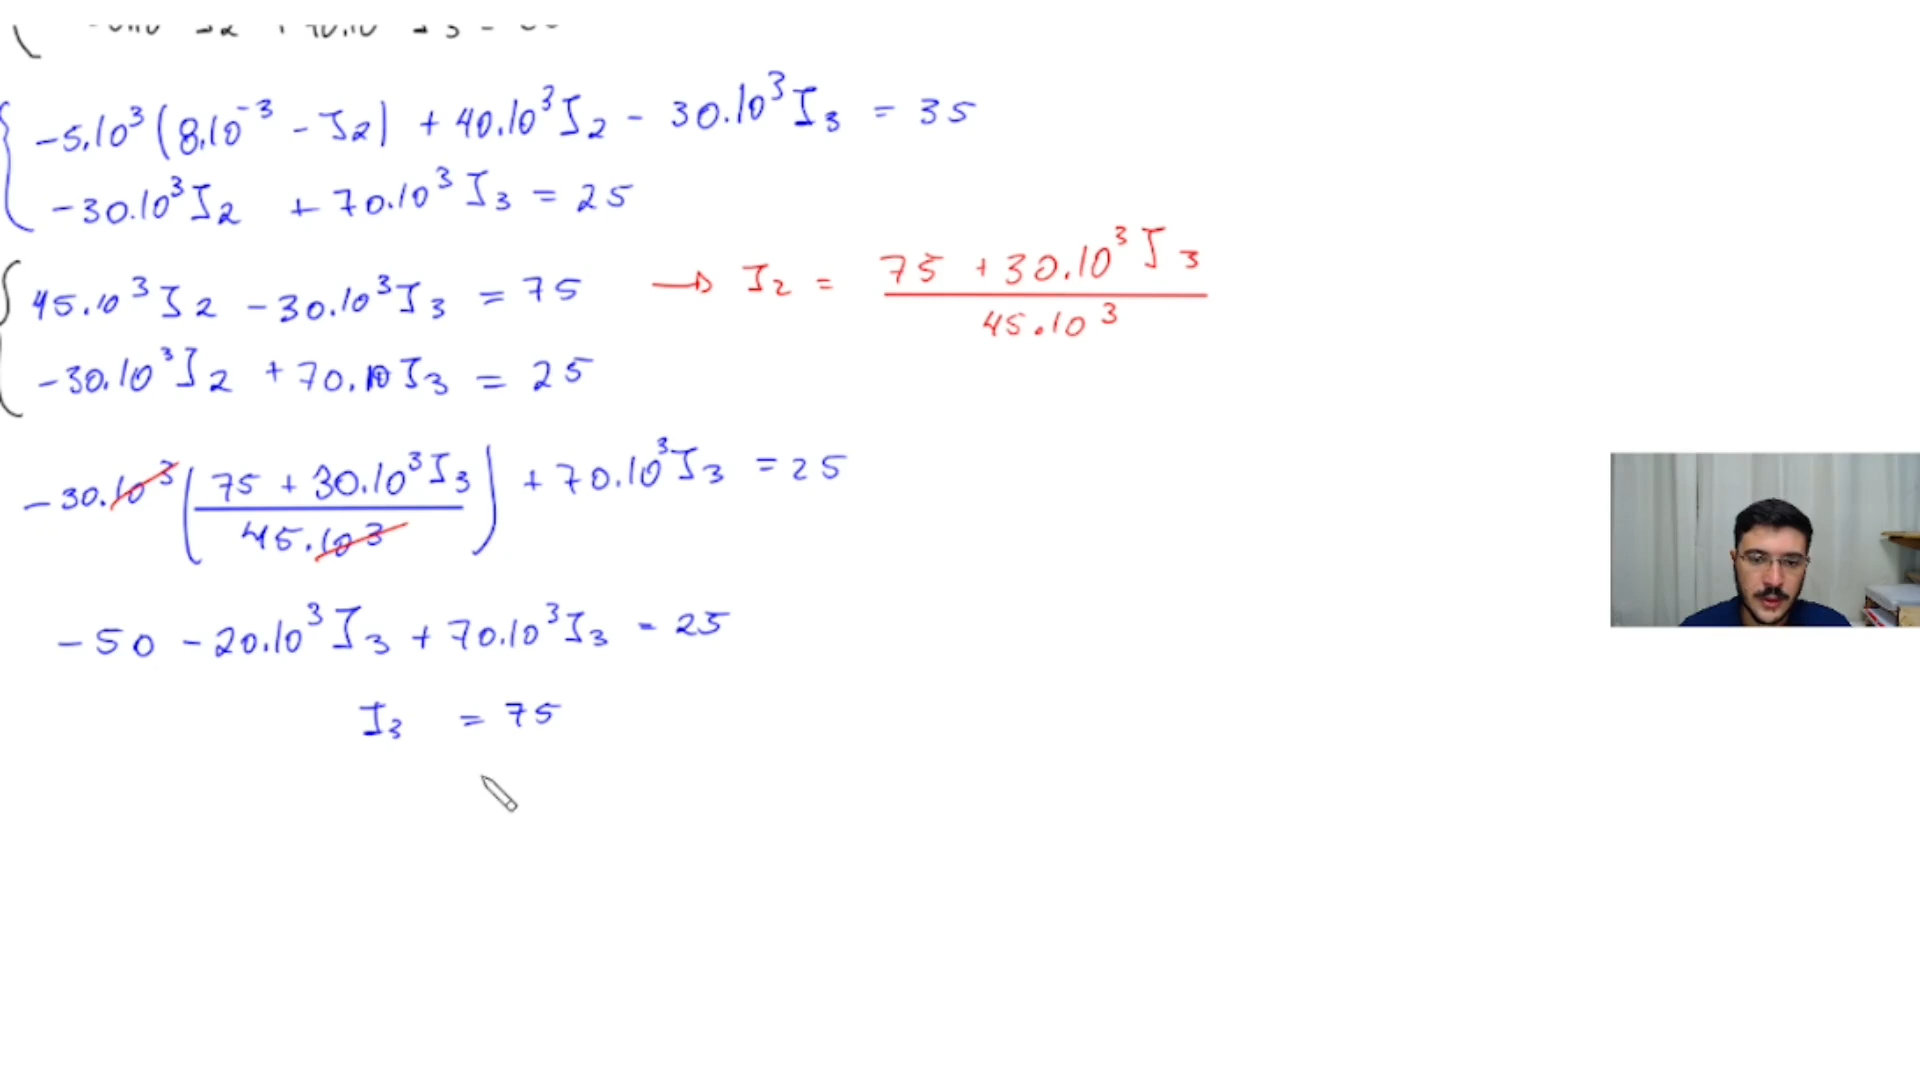 -5.10³(8.10⁻³ - I₂) + 40.10³I₂ - 30.10³I₃ = 35
-30.10³I₂ + 70.10³I₃ = 25
45.10³I₂ - 30.10³I₃ = 75 → I₂ = (75 + 30.10³I₃)/(45.10³)
-30.10³I₂ + 70.10I₃ = 25
-30.10³((75 + 30.10³I₃)/(45.10³)) + 70.10³I₃ = 25
-50 - 20.10³I₃ + 70.10³I₃ = 25
I₃ = 75